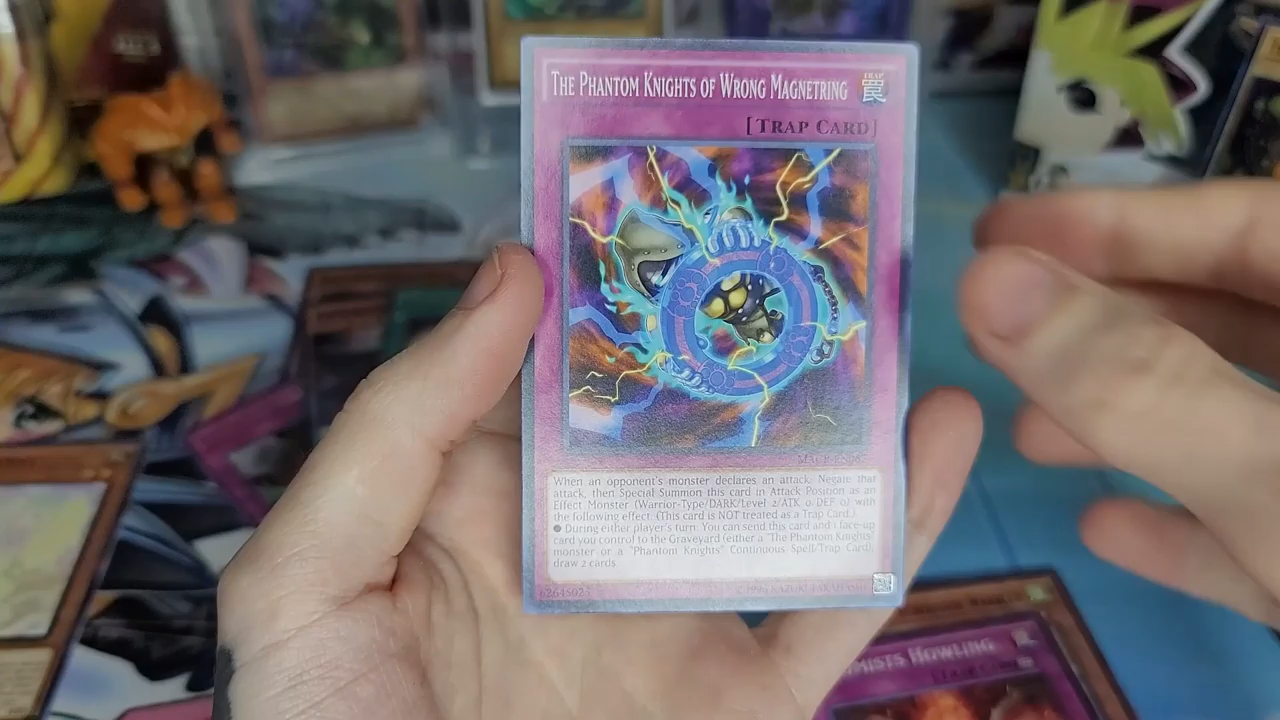 THE PHANTOM KNIGHTS OF WRONG MAGNETRING
TRAP
罠
[TRAP CARD]
When an opponent's monster declares an attack: Negate that
attack, then Special Summon this card in Attack Position as an
Effect Monster (Warrior-Type/DARK/Level 2/ATK 0/DEF 0) with
the following effect. (This card is NOT treated as a Trap Card.)
● During either player's turn: You can send this card and 1 face-up
card you control to the Graveyard (either a "The Phantom Knights"
monster or a "Phantom Knights" Continuous Spell/Trap Card);
draw 2 cards.
HOWLING